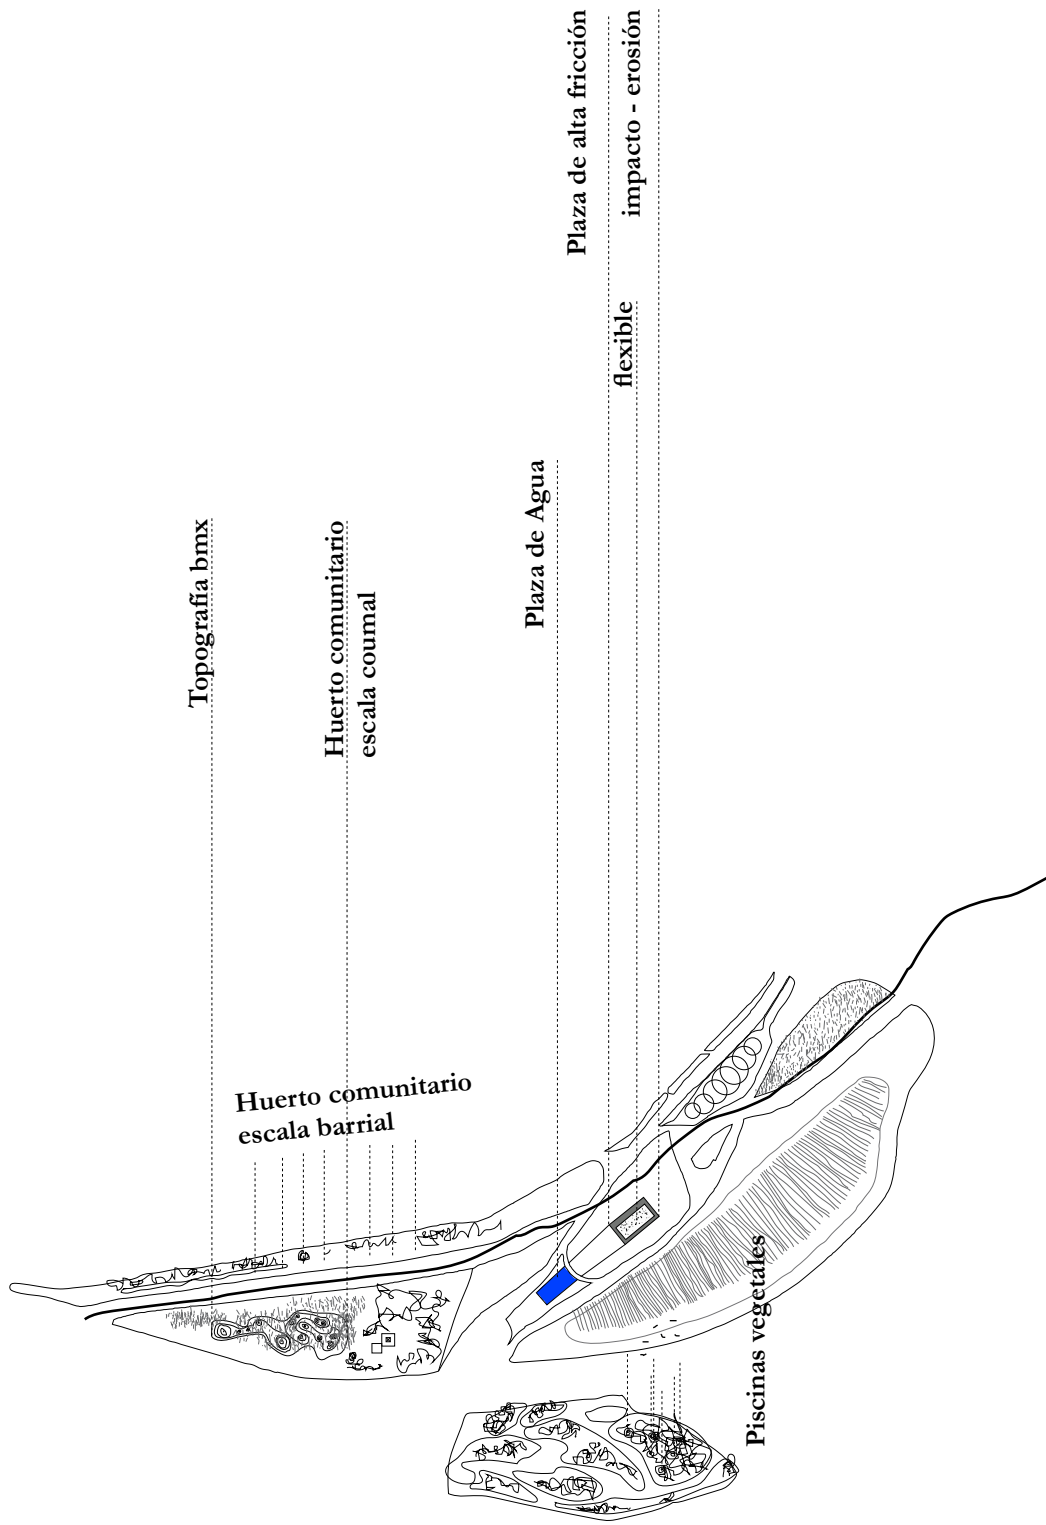 Plaza de alta fricción
impacto - erosión
flexible
Plaza de Agua
Topografía bmx
Huerto comunitario
escala coumal
Huerto comunitario
escala barrial
Piscinas vegetales